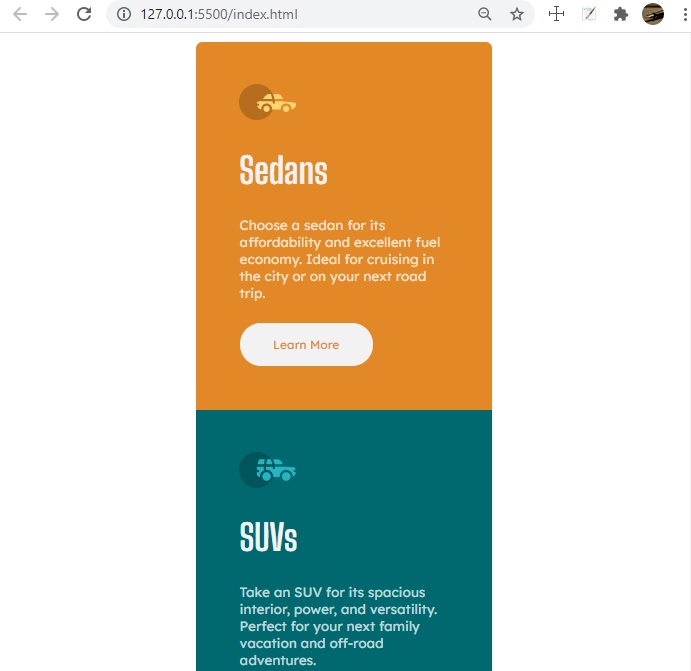 127.0.0.1:5500/index.html
Sedans
Choose a sedan for its
affordability and excellent fuel
economy. Ideal for cruising in
the city or on your next road
trip.
Learn More
SUVs
Take an SUV for its spacious
interior, power, and versatility.
Perfect for your next family
vacation and off-road
adventures.